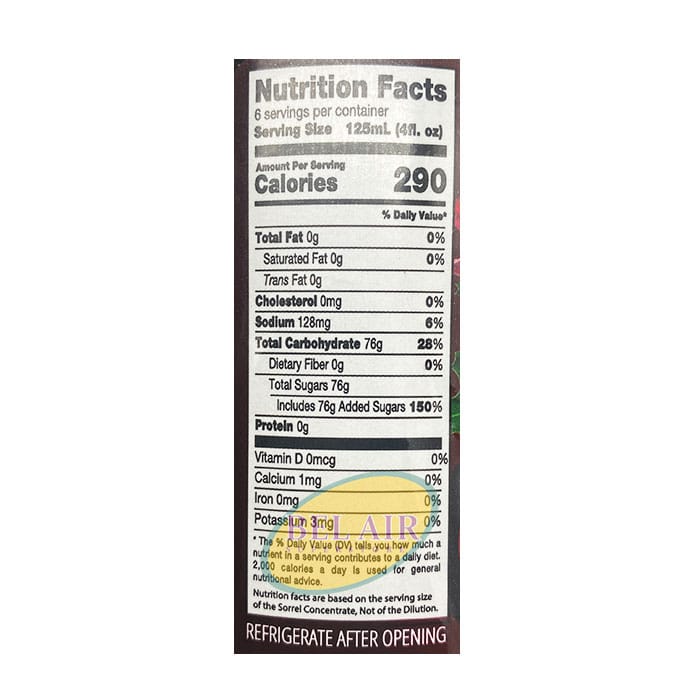 Nutrition Facts
6 servings per container
Serving Size 125mL (4fl. oz)
Amount Per Serving
Calories 290
% Daily Value*
Total Fat 0g 0%
Saturated Fat 0g 0%
Trans Fat 0g
Cholesterol 0mg 0%
Sodium 128mg 6%
Total Carbohydrate 76g 28%
Dietary Fiber 0g 0%
Total Sugars 76g
Includes 76g Added Sugars 150%
Protein 0g
Vitamin D 0mcg 0%
Calcium 1mg 0%
Iron 0mg 0%
Potassium 3mg 0%
BEL AIR
* The % Daily Value (DV) tells you how much a
nutrient in a serving contributes to a daily diet.
2,000 calories a day is used for general
nutritional advice.
Nutrition facts are based on the serving size
of the Sorrel Concentrate, Not of the Dilution.
REFRIGERATE AFTER OPENING